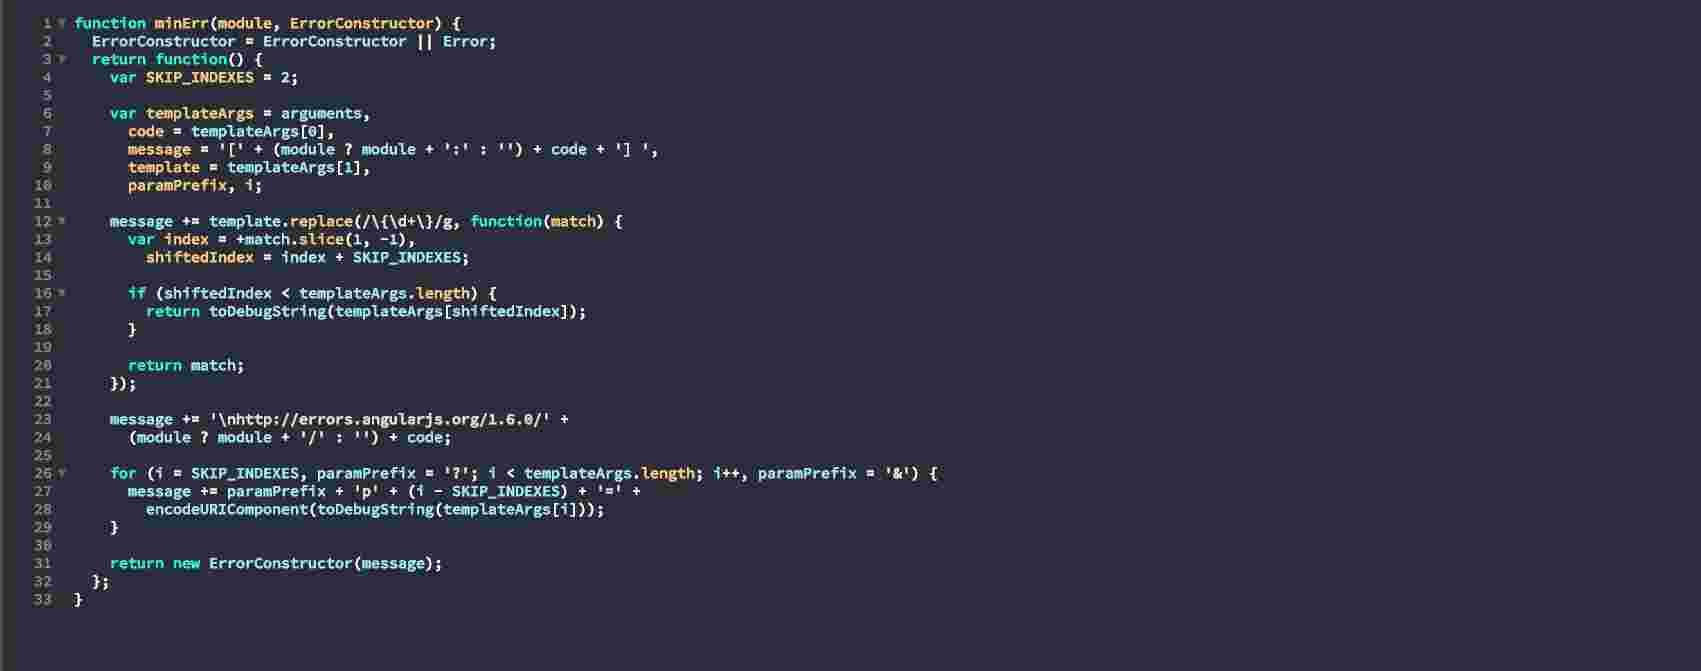 1 function minErr(module, ErrorConstructor) {
2 ErrorConstructor = ErrorConstructor || Error;
3 return function() {
4 var SKIP_INDEXES = 2;
5
6 var templateArgs = arguments,
7 code = templateArgs[0],
8 message = '[' + (module ? module + ':' : '') + code + '] ',
9 template = templateArgs[1],
10 paramPrefix, i;
11
12 message += template.replace(/\{\d+\}/g, function(match) {
13 var index = +match.slice(1, -1),
14 shiftedIndex = index + SKIP_INDEXES;
15
16 if (shiftedIndex < templateArgs.length) {
17 return toDebugString(templateArgs[shiftedIndex]);
18 }
19
20 return match;
21 });
22
23 message += '\nhttp://errors.angularjs.org/1.6.0/' +
24 (module ? module + '/' : '') + code;
25
26 for (i = SKIP_INDEXES, paramPrefix = '?'; i < templateArgs.length; i++, paramPrefix = '&') {
27 message += paramPrefix + 'p' + (i - SKIP_INDEXES) + '=' +
28 encodeURIComponent(toDebugString(templateArgs[i]));
29 }
30
31 return new ErrorConstructor(message);
32 };
33 }